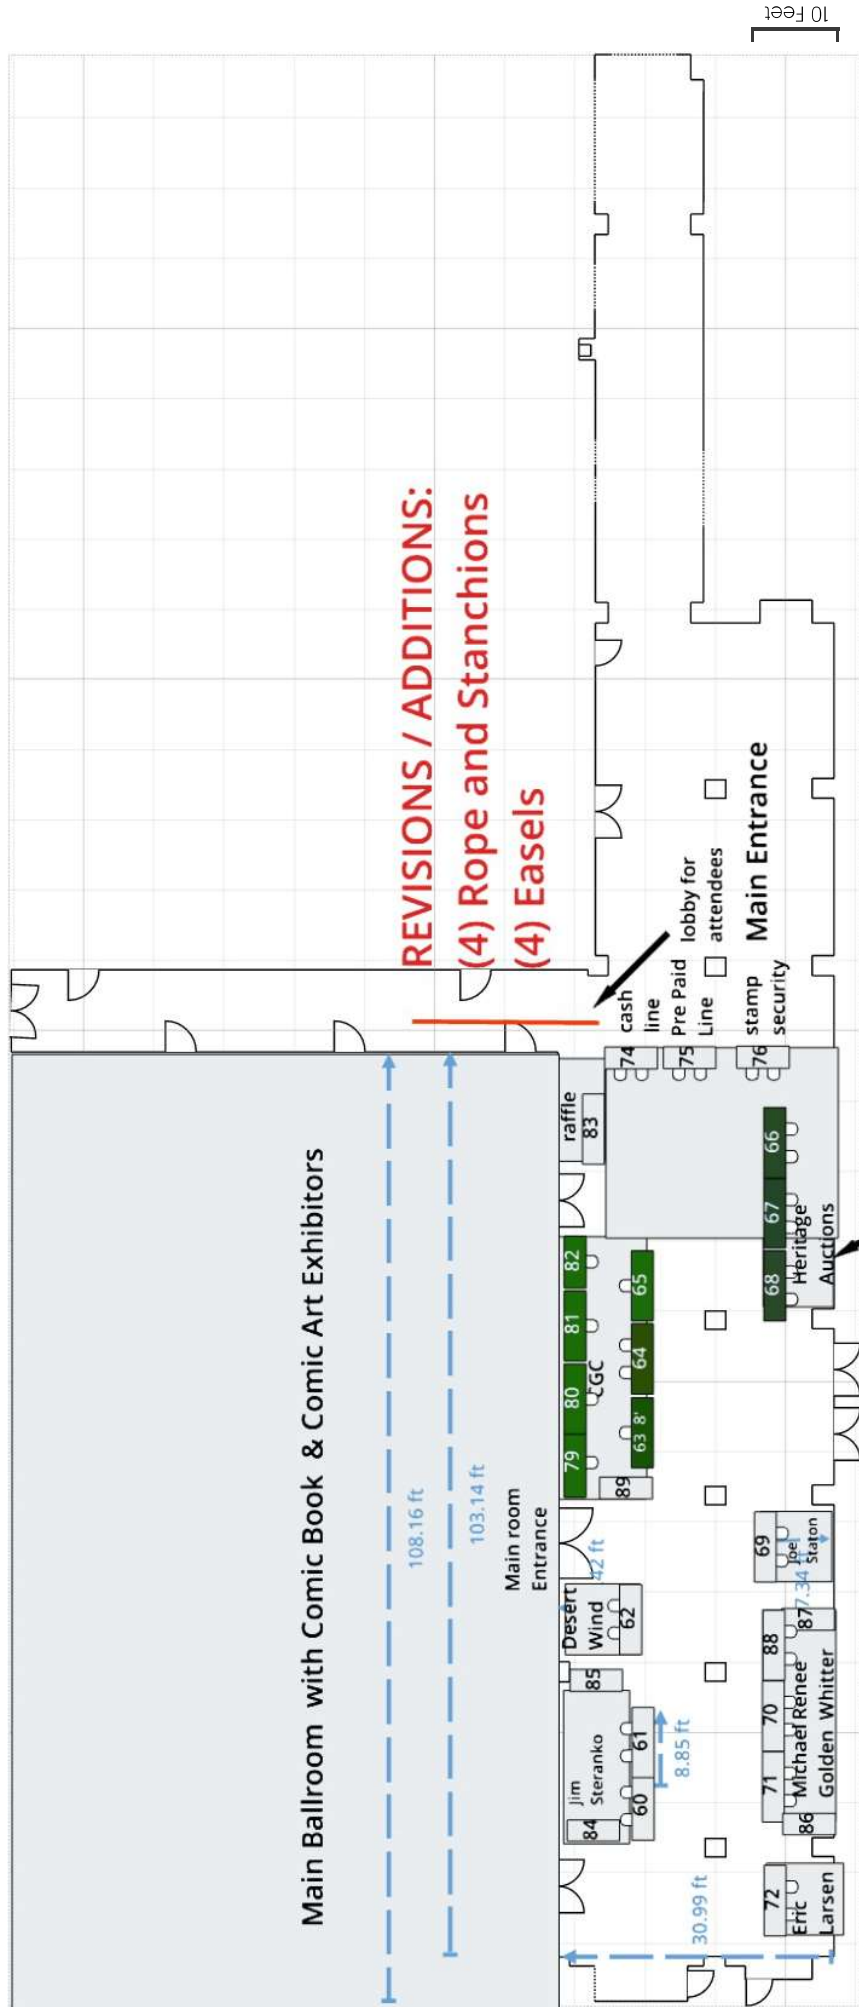 10 Feet
REVISIONS / ADDITIONS:
(4) Rope and Stanchions
(4) Easels
Main Ballroom with Comic Book & Comic Art Exhibitors
108.16 ft
103.14 ft
Main room
Entrance
lobby for
attendees
Main Entrance
cash
line
Pre Paid
Line
stamp
security
74
75
76
raffle
83
66
67
68
Heritage
Auctions
82
81
80
79
CGC
65
64
63 8'
89
42 ft
Desert
Wind
62
69
Joe
Staton
7.34 ft
85
Jim
Steranko
84
61
60
8.85 ft
88
87
70
71
Michael
Golden
Renee
Whitter
86
72
Eric
Larsen
30.99 ft